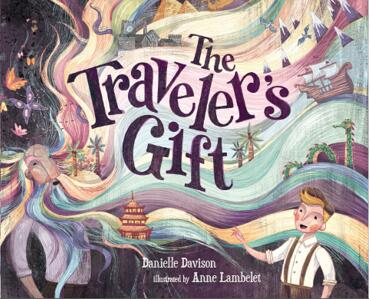 The
Traveler's
Gift
Danielle Davison
illustrated by Anne Lambelet